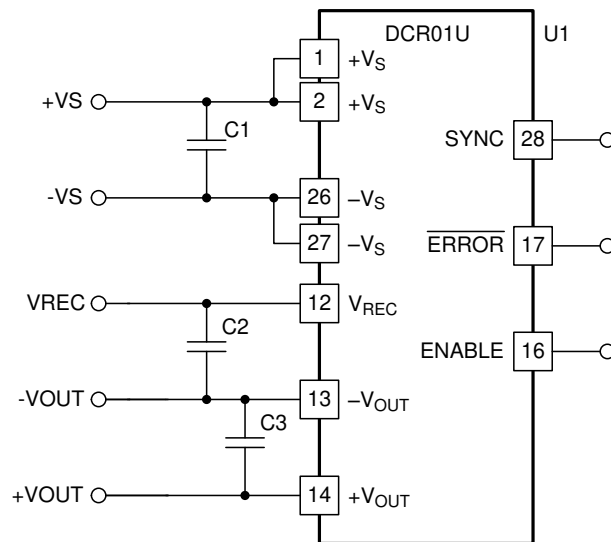 DCR01U U1
1 +VS
+VS 2 +VS
C1
SYNC 28
-VS 26 –VS
27 –VS
ERROR 17
VREC 12 VREC
C2
ENABLE 16
-VOUT 13 –VOUT
C3
+VOUT 14 +VOUT